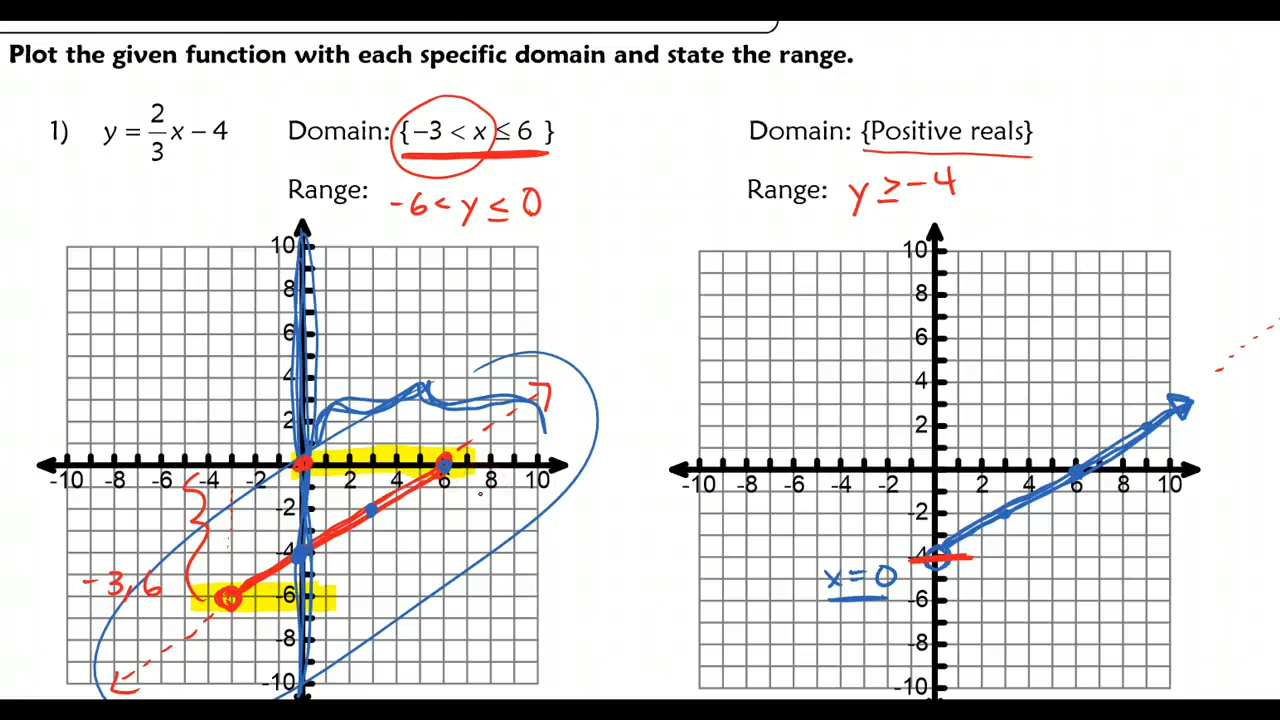 Plot the given function with each specific domain and state the range.
1) y = 2/3 x − 4 Domain: {−3 < x ≤ 6 } Domain: {Positive reals}
Range: -6 < y ≤ 0 Range: y ≥ -4
10 10
8 8
6 6
4 4
2 2
-10 -8 -6 -4 -2 2 4 6 8 10 -10 -8 -6 -4 -2 2 4 6 8 10
-2 -2
-4 -4
-3, 6 x = 0
-6 -6
-8 -8
-10 -10